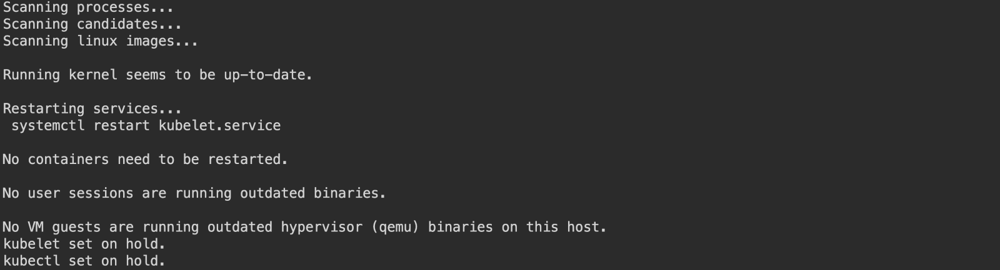 Scanning processes...
Scanning candidates...
Scanning linux images...
Running kernel seems to be up-to-date.
Restarting services...
systemctl restart kubelet.service
No containers need to be restarted.
No user sessions are running outdated binaries.
No VM guests are running outdated hypervisor (qemu) binaries on this host.
kubelet set on hold.
kubectl set on hold.